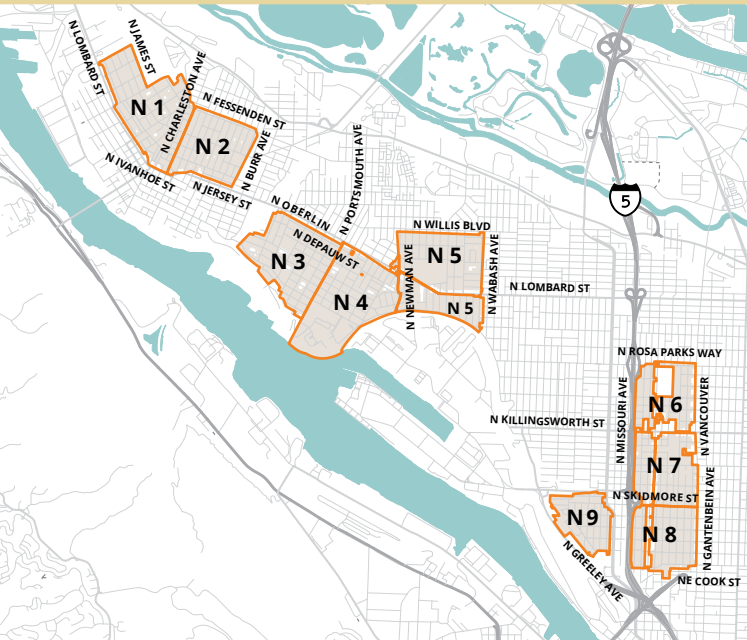 N LOMBARD ST
N JAMES ST
N CHARLESTON AVE
N 1
N FESSENDEN ST
N 2
N BURR AVE
N IVANHOE ST
N JERSEY ST
N PORTSMOUTH AVE
N OBERLIN
N DEPAUW ST
N 3
N 4
N WILLIS BLVD
N 5
N NEWMAN AVE
N WABASH AVE
N 5
N LOMBARD ST
5
N ROSA PARKS WAY
N MISSOURI AVE
N 6
N VANCOUVER
N KILLINGSWORTH ST
N 7
N SKIDMORE ST
N GANTENBEIN AVE
N 8
N 9
N GREELEY AVE
NE COOK ST